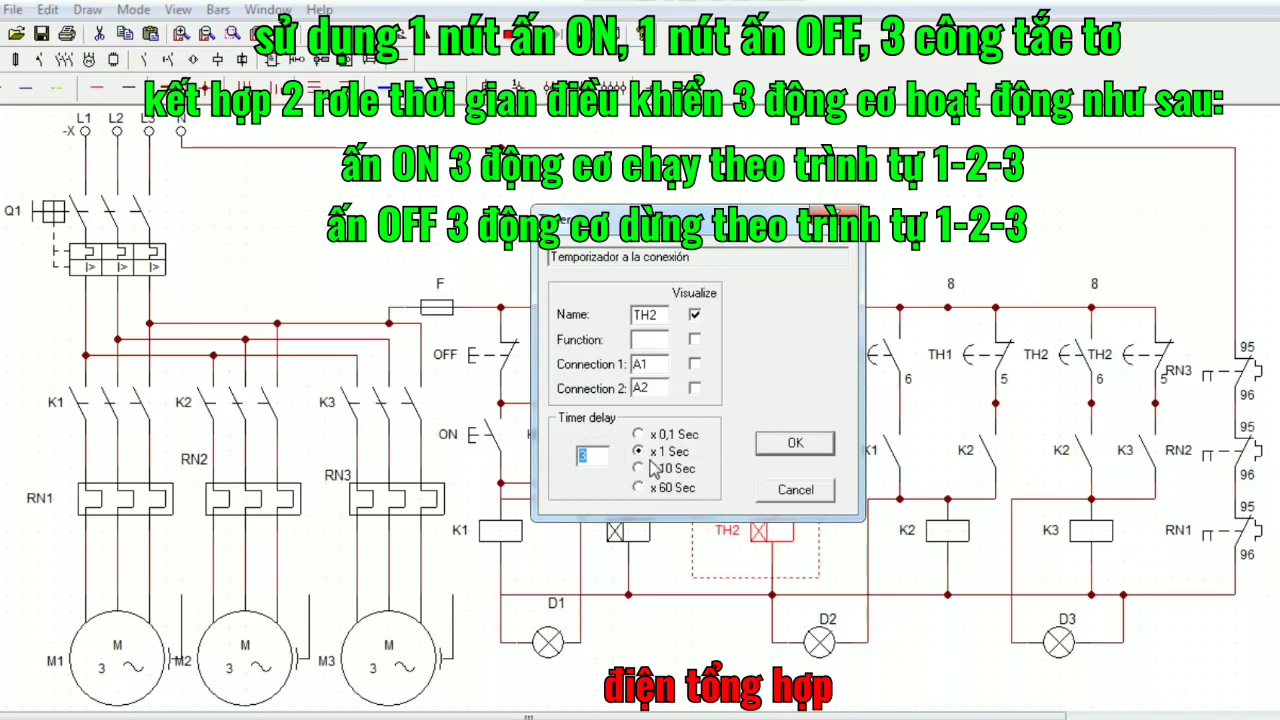 File Edit Draw Mode View Bars Window Help
sử dụng 1 nút ấn ON, 1 nút ấn OFF, 3 công tắc tơ
kết hợp 2 rơle thời gian điều khiển 3 động cơ hoạt động như sau:
ấn ON 3 động cơ chạy theo trình tự 1-2-3
ấn OFF 3 động cơ dừng theo trình tự 1-2-3
L1 L2 L3 N
-X
Q1
I> I> I>
F
8 8
Temporizador a la conexión
Visualize
Name: TH2
Function:
Connection 1: A1
Connection 2: A2
Timer delay
3
x 0,1 Sec
x 1 Sec
10 Sec
x 60 Sec
OK
Cancel
OFF
TH1 TH2 TH2
6 5 6 5
RN3 95
96
K1 K2 K3
ON
K1 K2 K2 K3
RN2 95
96
RN1 RN2 RN3
K1 TH2 K2 K3
RN1 95
96
D1 D2 D3
M1 M 3
M2 M 3
M3 M 3
điện tổng hợp